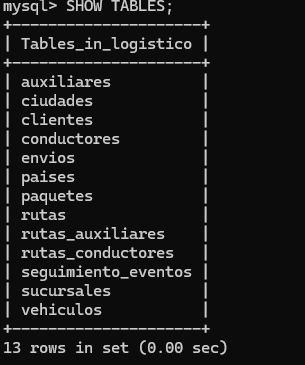 mysql> SHOW TABLES;
+---------------------+
| Tables_in_logistico |
+---------------------+
| auxiliares          |
| ciudades            |
| clientes            |
| conductores         |
| envios              |
| paises              |
| paquetes            |
| rutas               |
| rutas_auxiliares    |
| rutas_conductores   |
| seguimiento_eventos |
| sucursales          |
| vehiculos           |
+---------------------+
13 rows in set (0.00 sec)